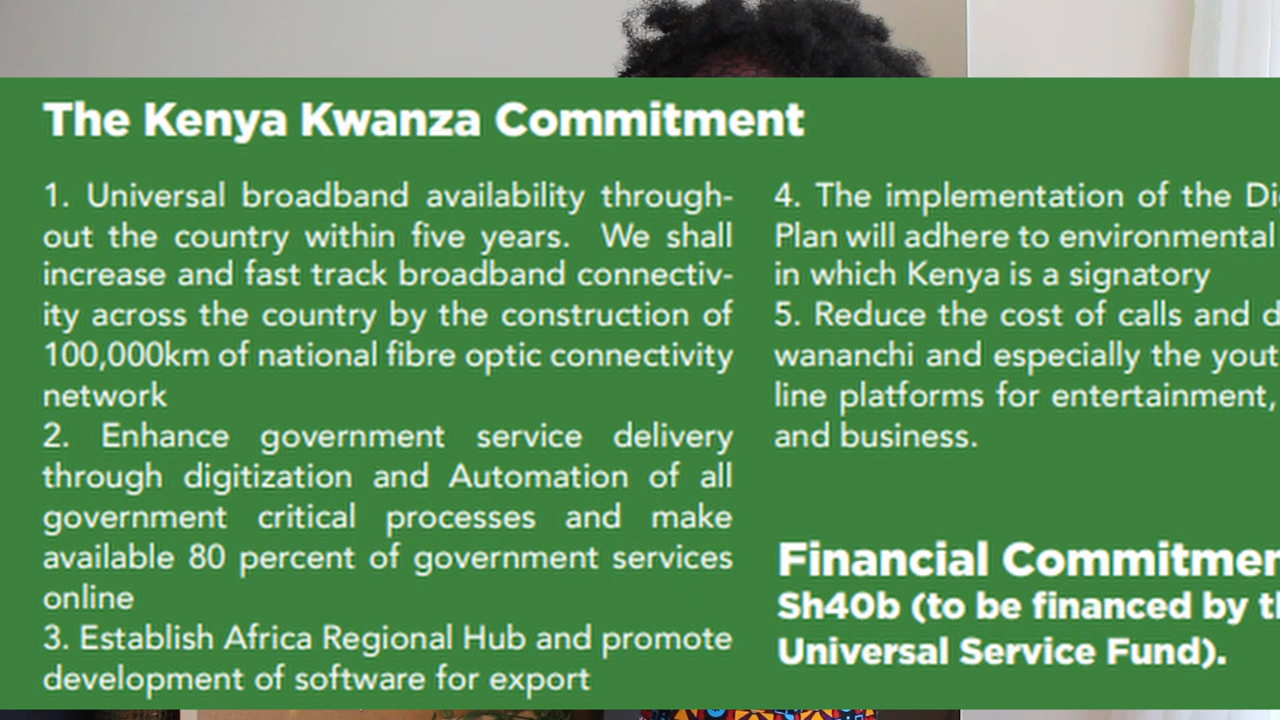 The Kenya Kwanza Commitment
1. Universal broadband availability through-
out the country within five years. We shall
increase and fast track broadband connectiv-
ity across the country by the construction of
100,000km of national fibre optic connectivity
network
2. Enhance government service delivery
through digitization and Automation of all
government critical processes and make
available 80 percent of government services
online
3. Establish Africa Regional Hub and promote
development of software for export
4. The implementation of the
Plan will adhere to environmental
in which Kenya is a signatory
5. Reduce the cost of calls and
wananchi and especially the
line platforms for entertainment,
and business.
Financial
Sh40b (to be financed by
Universal Service Fund).